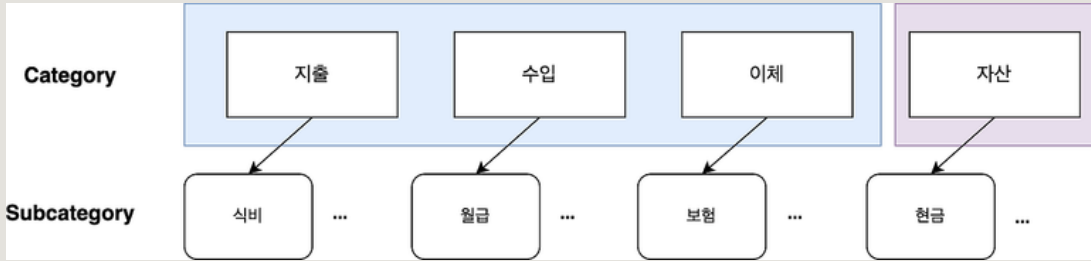 Category
지출
수입
이체
자산
Subcategory
식비
...
월급
...
보험
...
현금
...